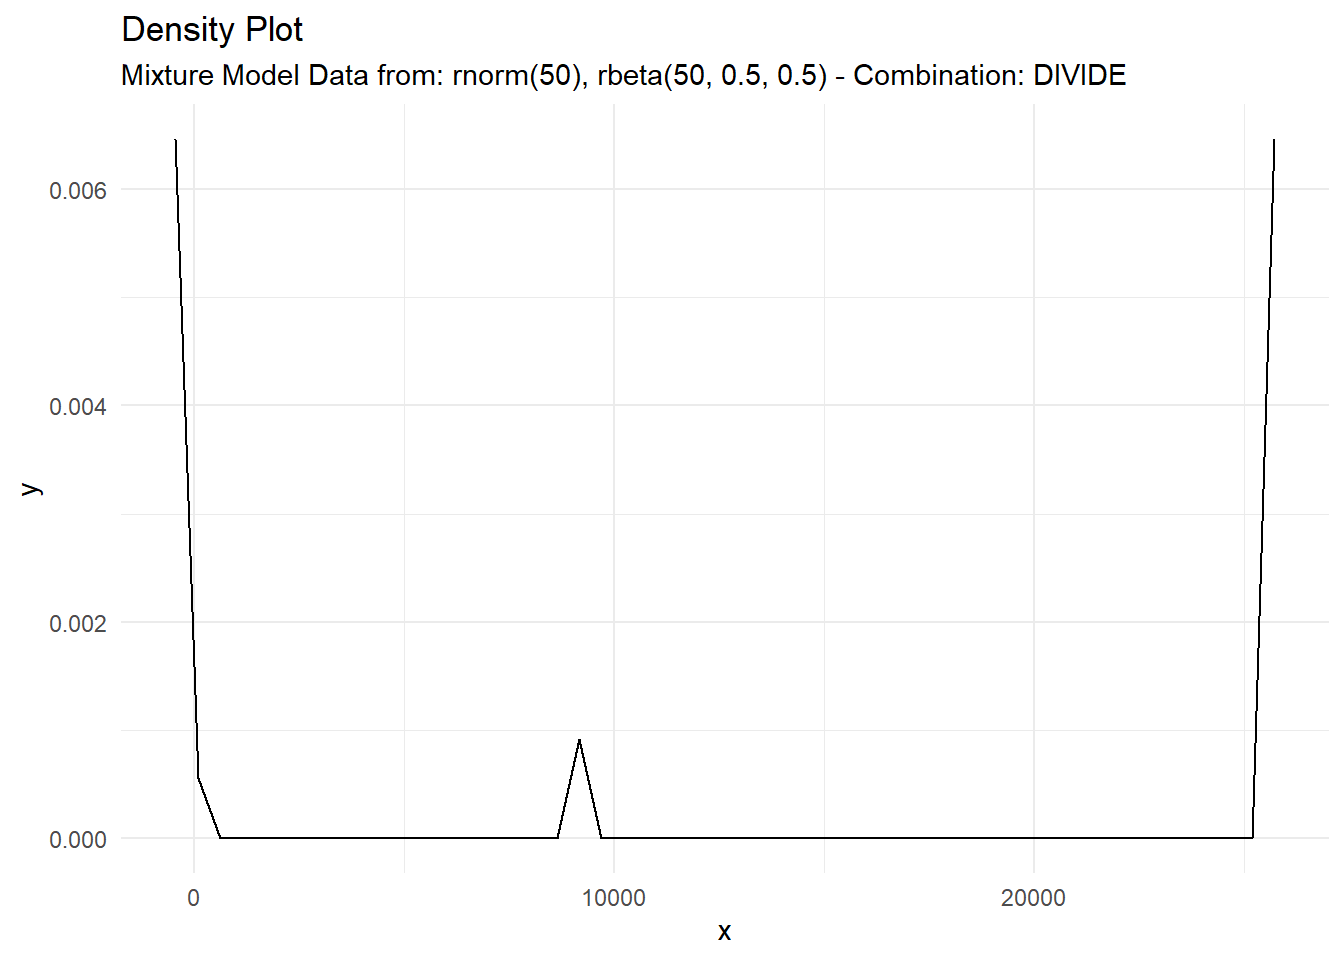 Density Plot
Mixture Model Data from: rnorm(50), rbeta(50, 0.5, 0.5) - Combination: DIVIDE
0.006
0.004
0.002
0.000
y
0
10000
20000
x